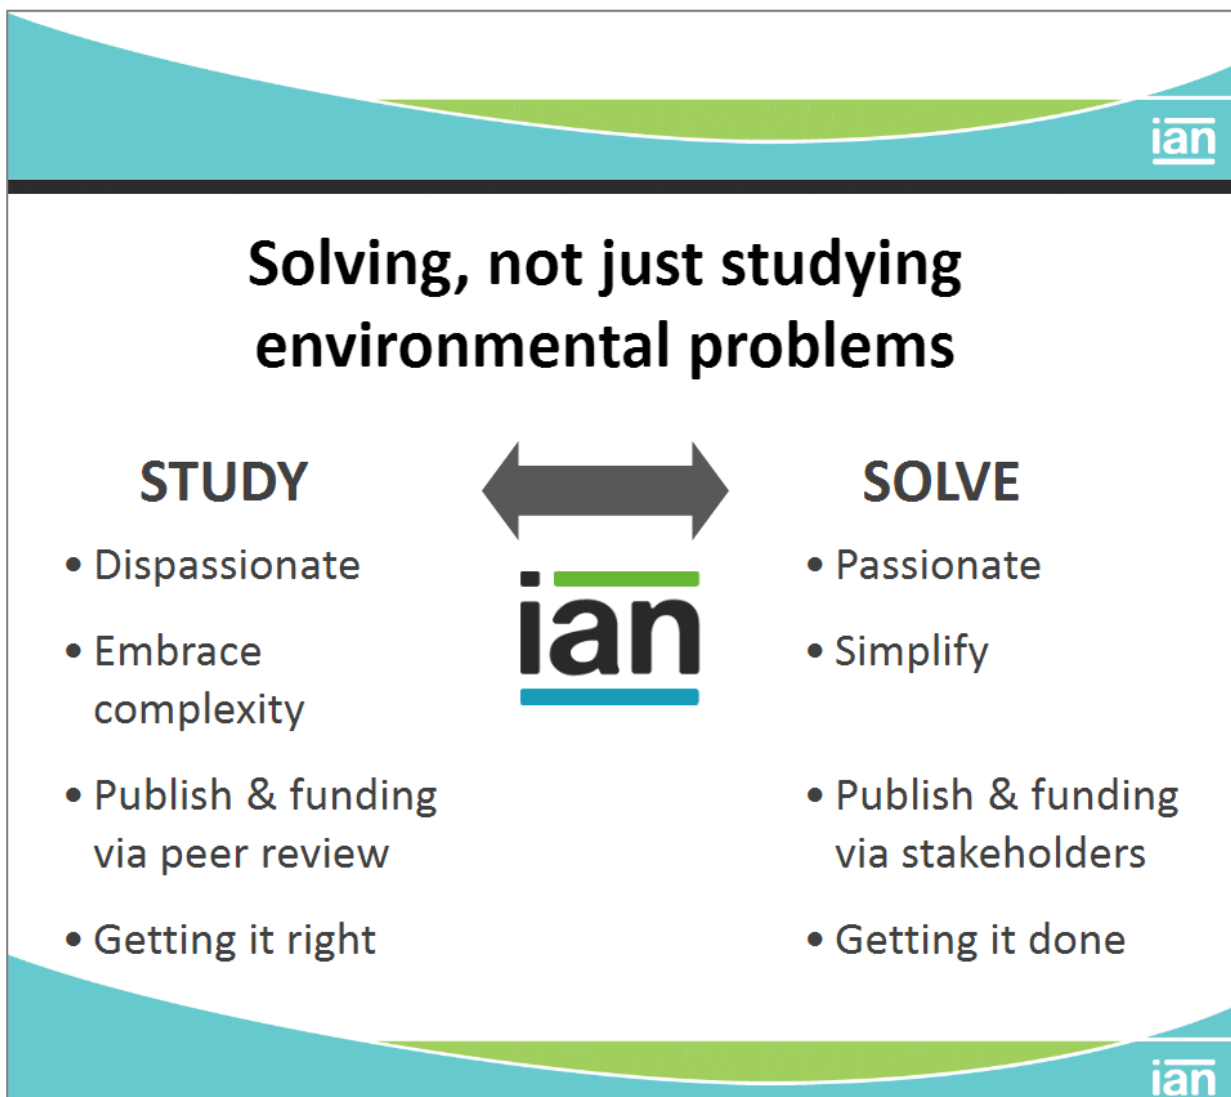 ian
Solving, not just studying
environmental problems
STUDY
SOLVE
• Dispassionate
• Embrace
complexity
• Publish & funding
via peer review
• Getting it right
ian
• Passionate
• Simplify
• Publish & funding
via stakeholders
• Getting it done
ian